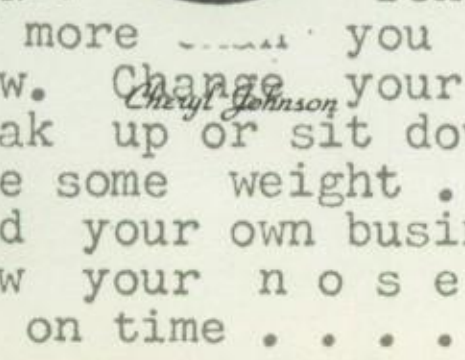 more you
w. Change your
Cheryl Johnson
ak up or sit do
e some weight .
d your own busi
w your n o s e
on time . . . .